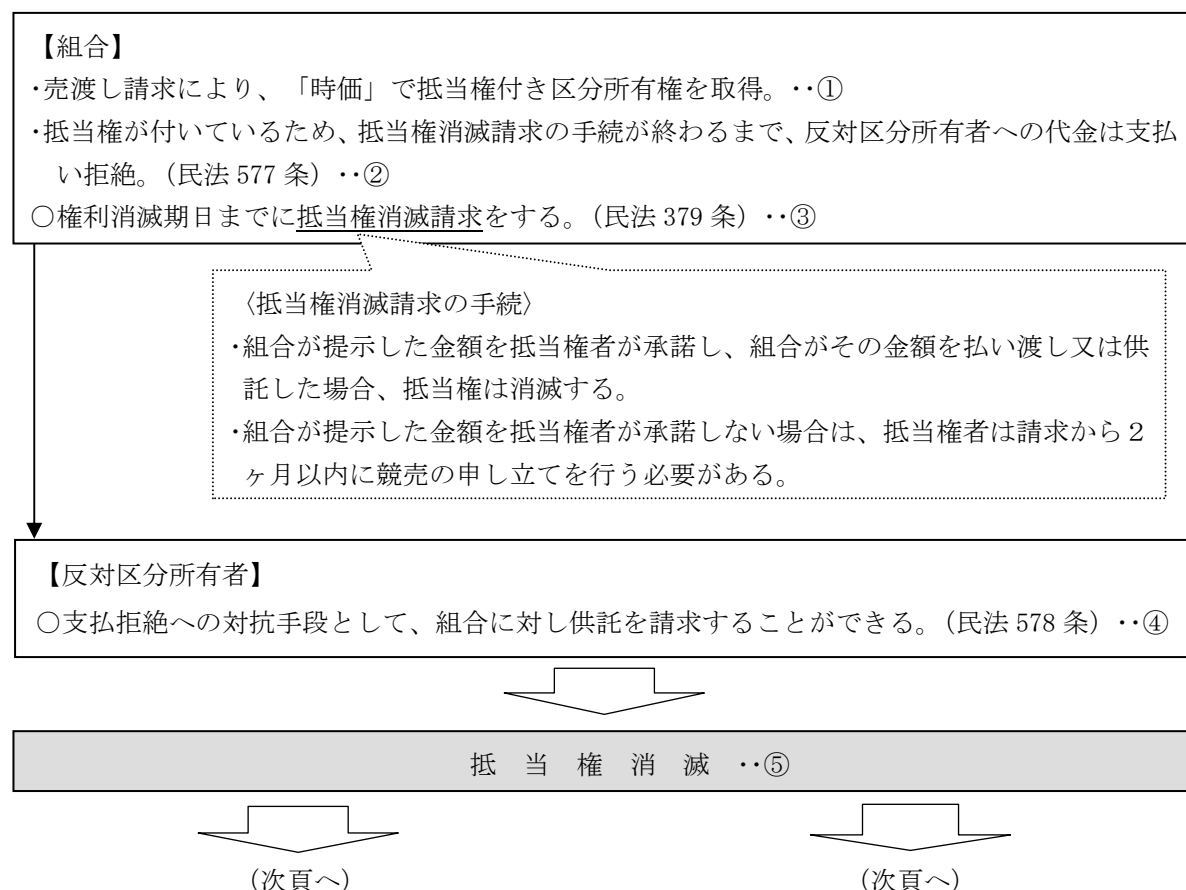 【組合】
・売渡し請求により、「時価」で抵当権付き区分所有権を取得。‥①
・抵当権が付いているため、抵当権消滅請求の手続が終わるまで、反対区分所有者への代金は支払
い拒絶。（民法 577 条）‥②
○権利消滅期日までに抵当権消滅請求をする。（民法 379 条）‥③
〈抵当権消滅請求の手続〉
・組合が提示した金額を抵当権者が承諾し、組合がその金額を払い渡し又は供
託した場合、抵当権は消滅する。
・組合が提示した金額を抵当権者が承諾しない場合は、抵当権者は請求から２
ヶ月以内に競売の申し立てを行う必要がある。
【反対区分所有者】
○支払拒絶への対抗手段として、組合に対し供託を請求することができる。（民法 578 条）‥④
抵 当 権 消 滅 ‥⑤
（次頁へ）
（次頁へ）